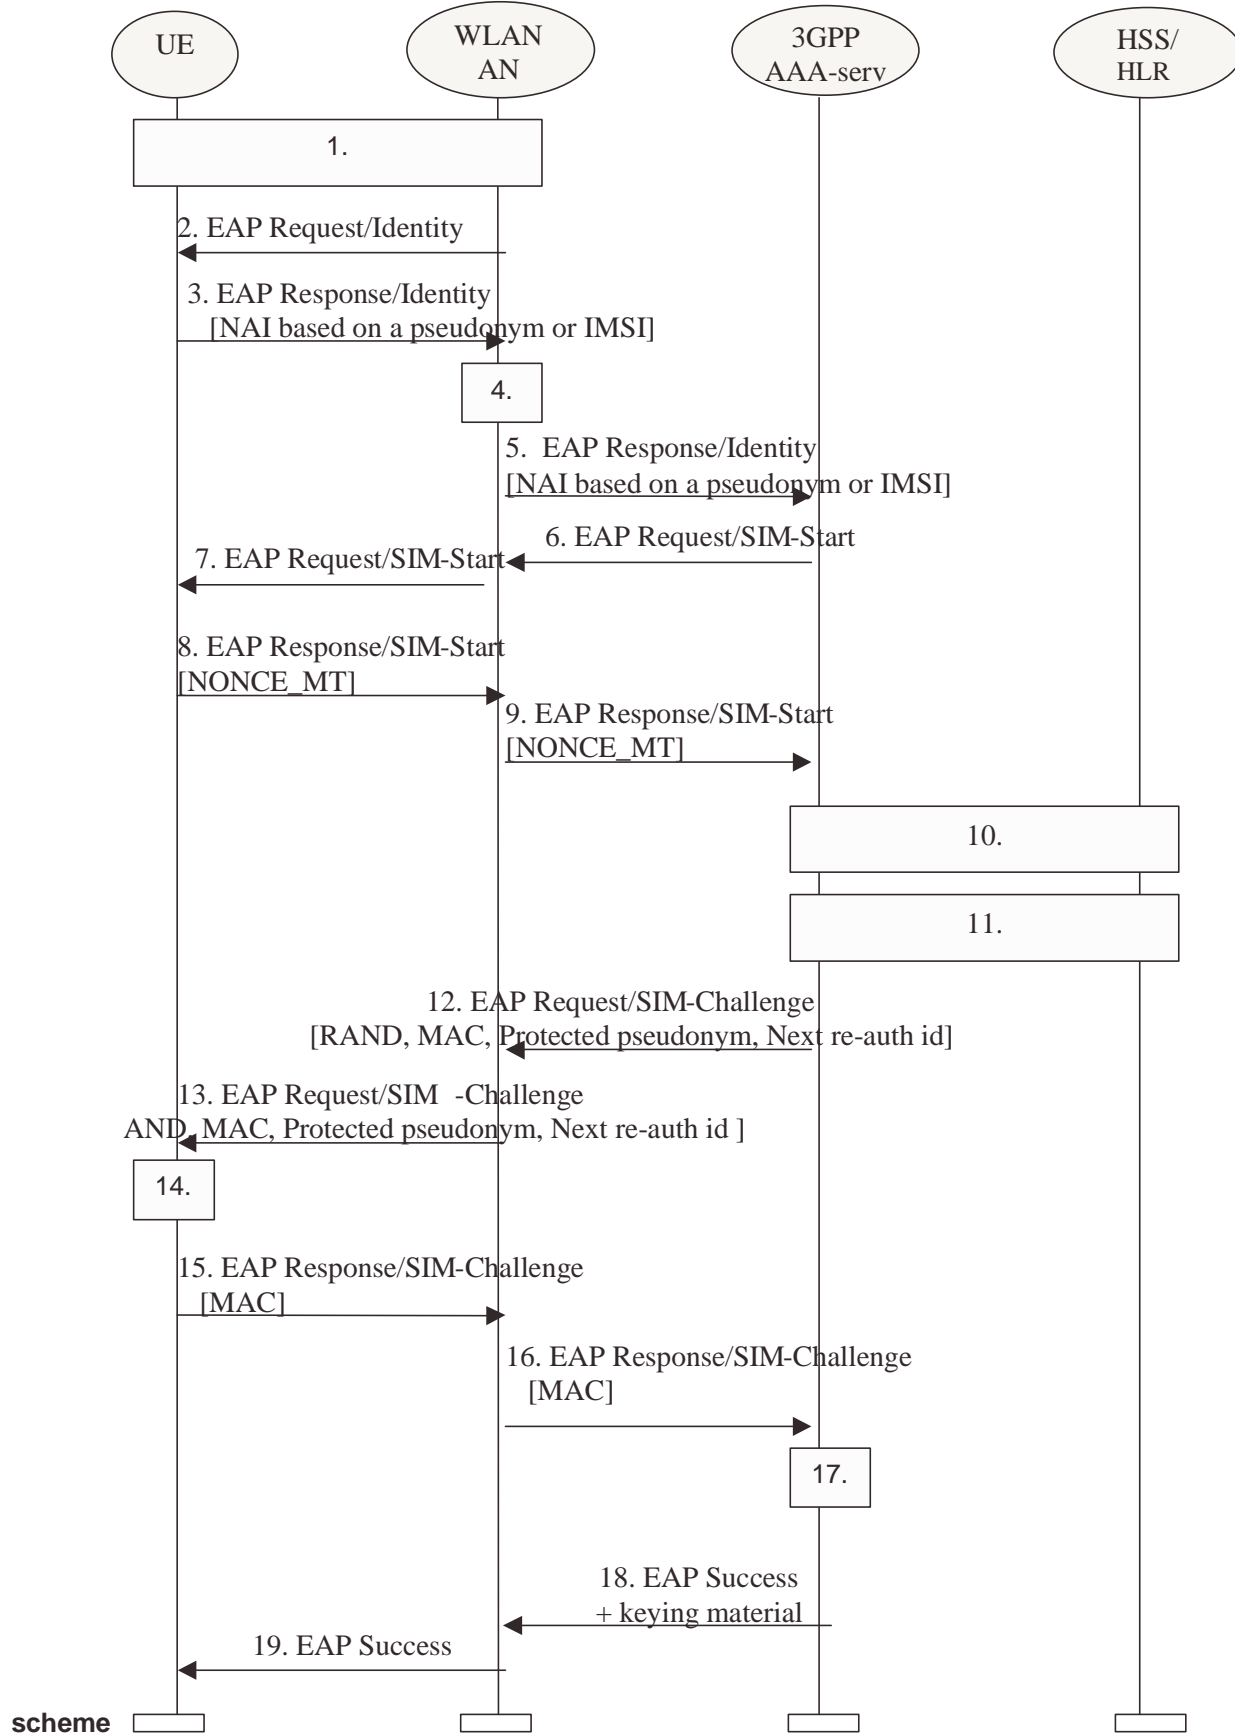 UE
WLAN
AN
3GPP
AAA-serv
HSS/
HLR
1.
2. EAP Request/Identity
3. EAP Response/Identity
[NAI based on a pseudonym or IMSI]
4.
5. EAP Response/Identity
[NAI based on a pseudonym or IMSI]
6. EAP Request/SIM-Start
7. EAP Request/SIM-Start
8. EAP Response/SIM-Start
[NONCE_MT]
9. EAP Response/SIM-Start
[NONCE_MT]
10.
11.
12. EAP Request/SIM-Challenge
[RAND, MAC, Protected pseudonym, Next re-auth id]
13. EAP Request/SIM -Challenge
AND, MAC, Protected pseudonym, Next re-auth id ]
14.
15. EAP Response/SIM-Challenge
[MAC]
16. EAP Response/SIM-Challenge
[MAC]
17.
18. EAP Success
+ keying material
19. EAP Success
scheme